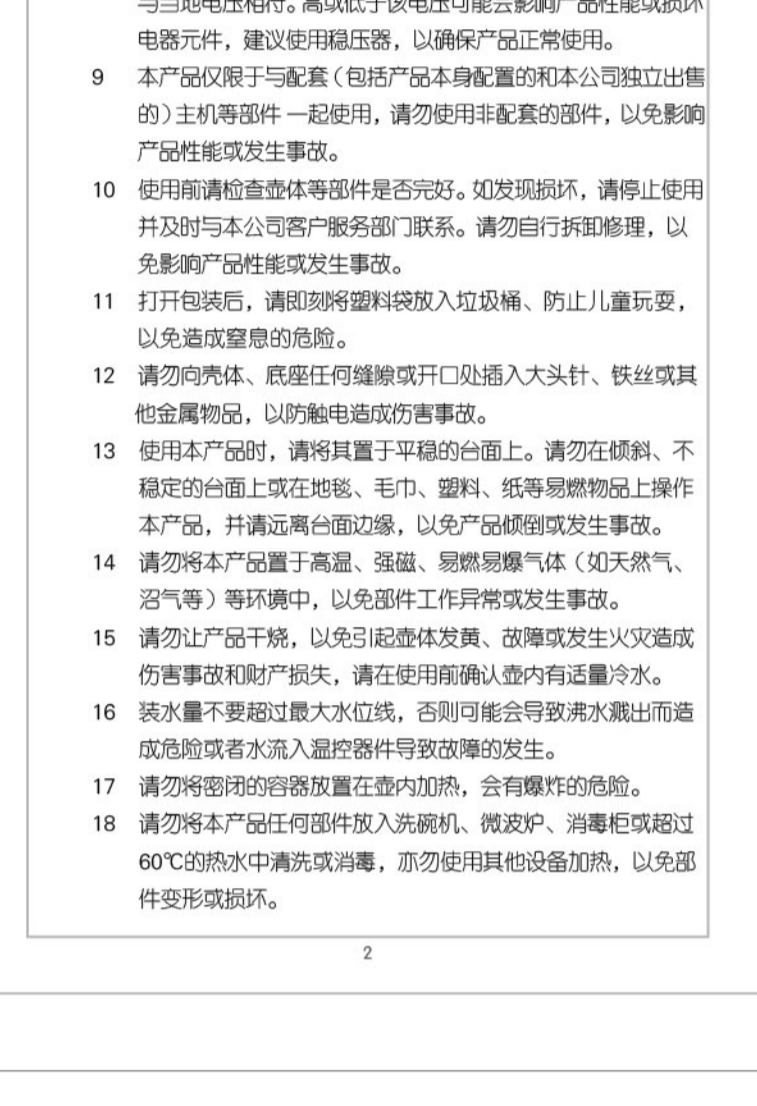 与当地电压相符。高或低于该电压可能会影响产品性能或损坏
电器元件，建议使用稳压器，以确保产品正常使用。
9 本产品仅限于与配套（包括产品本身配置的和本公司独立出售
的）主机等部件 一起使用，请勿使用非配套的部件，以免影响
产品性能或发生事故。
10 使用前请检查壶体等部件是否完好。如发现损坏，请停止使用
并及时与本公司客户服务部门联系。请勿自行拆卸修理，以
免影响产品性能或发生事故。
11 打开包装后，请即刻将塑料袋放入垃圾桶、防止儿童玩耍，
以免造成窒息的危险。
12 请勿向壳体、底座任何缝隙或开口处插入大头针、铁丝或其
他金属物品，以防触电造成伤害事故。
13 使用本产品时，请将其置于平稳的台面上。请勿在倾斜、不
稳定的台面上或在地毯、毛巾、塑料、纸等易燃物品上操作
本产品，并请远离台面边缘，以免产品倾倒或发生事故。
14 请勿将本产品置于高温、强磁、易燃易爆气体（如天然气、
沼气等）等环境中，以免部件工作异常或发生事故。
15 请勿让产品干烧，以免引起壶体发黄、故障或发生火灾造成
伤害事故和财产损失，请在使用前确认壶内有适量冷水。
16 装水量不要超过最大水位线，否则可能会导致沸水溅出而造
成危险或者水流入温控器件导致故障的发生。
17 请勿将密闭的容器放置在壶内加热，会有爆炸的危险。
18 请勿将本产品任何部件放入洗碗机、微波炉、消毒柜或超过
60℃的热水中清洗或消毒，亦勿使用其他设备加热，以免部
件变形或损坏。
2